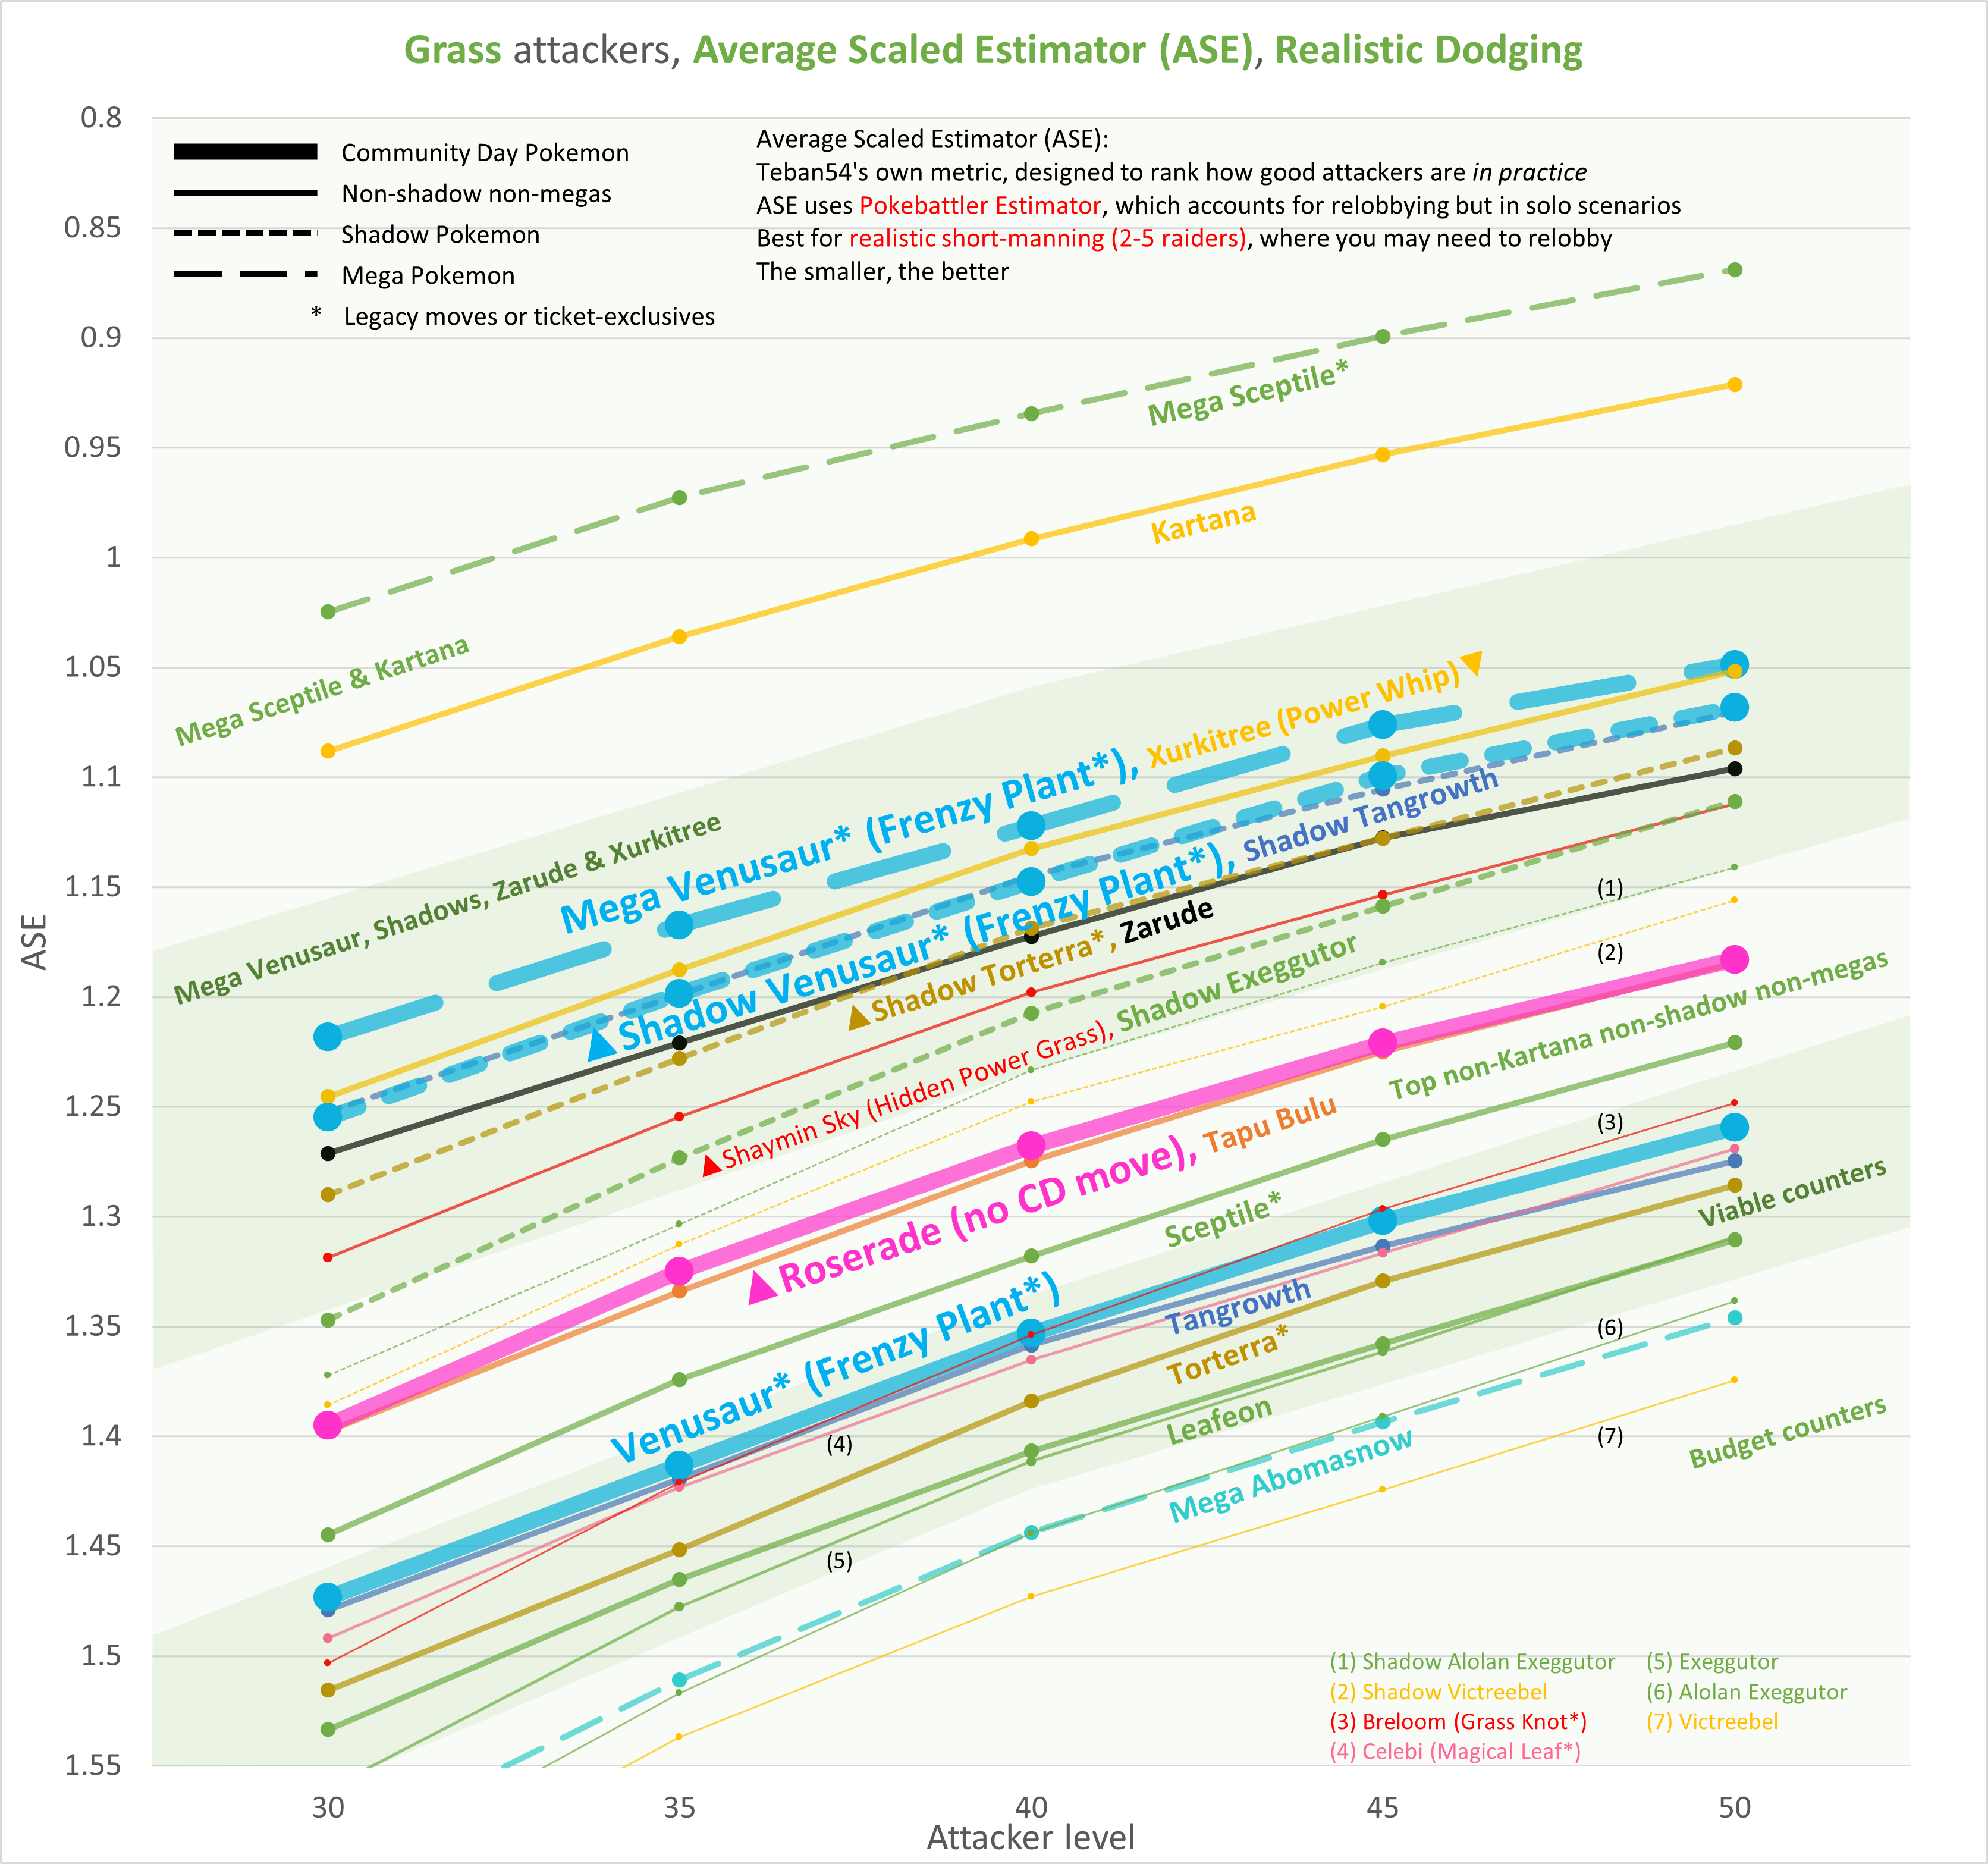 Grass attackers, Average Scaled Estimator (ASE), Realistic Dodging
Community Day Pokemon
Non-shadow non-megas
Shadow Pokemon
Mega Pokemon
* Legacy moves or ticket-exclusives
Average Scaled Estimator (ASE):
Teban54's own metric, designed to rank how good attackers are in practice
ASE uses Pokebattler Estimator, which accounts for relobbying but in solo scenarios
Best for realistic short-manning (2-5 raiders), where you may need to relobby
The smaller, the better
0.8
0.85
0.9
0.95
1
1.05
1.1
1.15
1.2
1.25
1.3
1.35
1.4
1.45
1.5
1.55
ASE
Mega Sceptile*
Kartana
Mega Sceptile & Kartana
Mega Venusaur* (Frenzy Plant*), Xurkitree (Power Whip)
Mega Venusaur, Shadows, Zarude & Xurkitree
Shadow Venusaur* (Frenzy Plant*), Shadow Tangrowth
Shadow Torterra*, Zarude
Shaymin Sky (Hidden Power Grass), Shadow Exeggutor
(1)
(2)
Top non-Kartana non-shadow non-megas
Roserade (no CD move), Tapu Bulu
Sceptile*
(3)
Viable counters
Venusaur* (Frenzy Plant*)
Tangrowth
Torterra*
(6)
Leafeon
(4)
Mega Abomasnow
(7)
Budget counters
(5)
(1) Shadow Alolan Exeggutor
(2) Shadow Victreebel
(3) Breloom (Grass Knot*)
(4) Celebi (Magical Leaf*)
(5) Exeggutor
(6) Alolan Exeggutor
(7) Victreebel
30
35
40
45
50
Attacker level